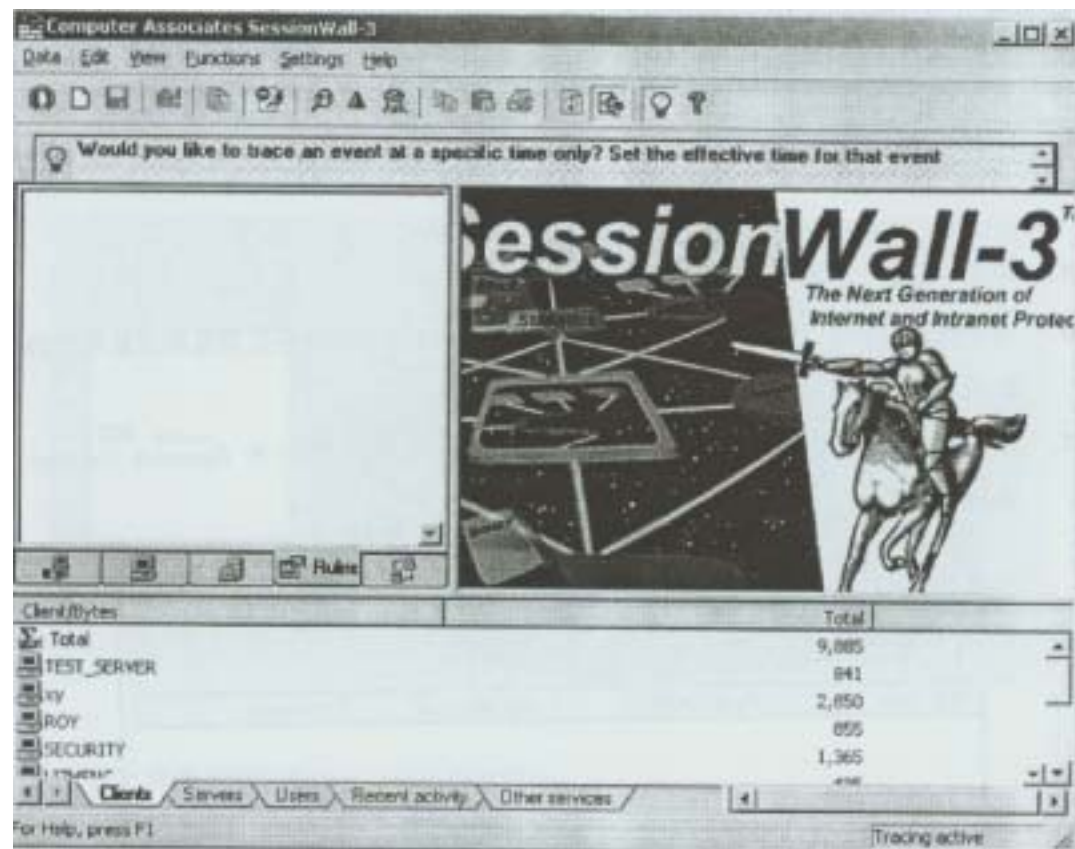 Computer Associates SessionWall-3
Data Edit View Functions Settings Help
Would you like to trace an event at a specific time only? Set the effective time for that event
SessionWall-3
The Next Generation of
Internet and Intranet Protec
Rules
Client/Bytes Total
Total 9,885
TEST_SERVER 841
xy 2,850
ROY 855
SECURITY 1,365
Clients Servers Users Recent activity Other services
For Help, press F1 Tracing active